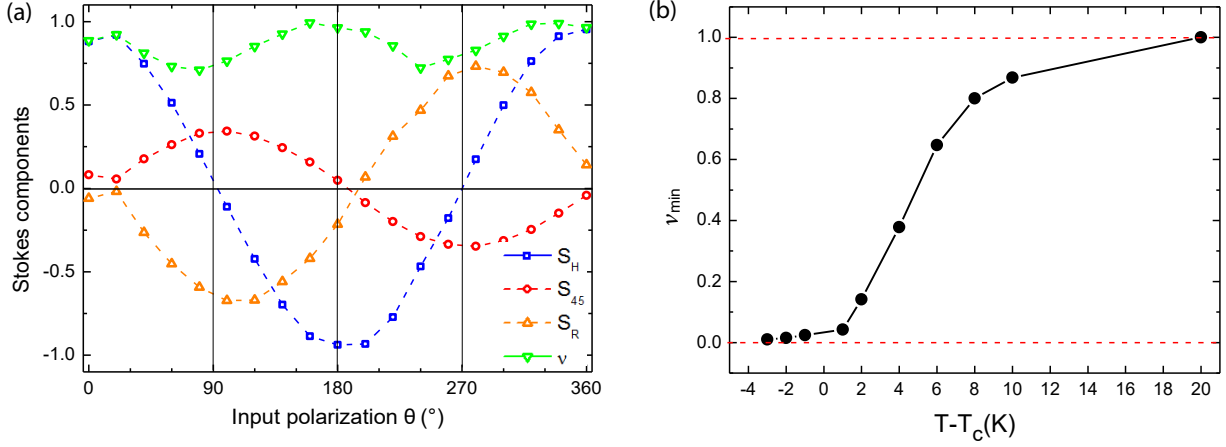 (a)
1.0
0.5
0.0
-0.5
-1.0
Stokes components
S_H
S_45
S_R
ν
0 90 180 270 360
Input polarization θ (°)
(b)
1.0
0.8
0.6
0.4
0.2
0.0
ν_min
-4 -2 0 2 4 6 8 10 12 14 16 18 20
T-T_c(K)